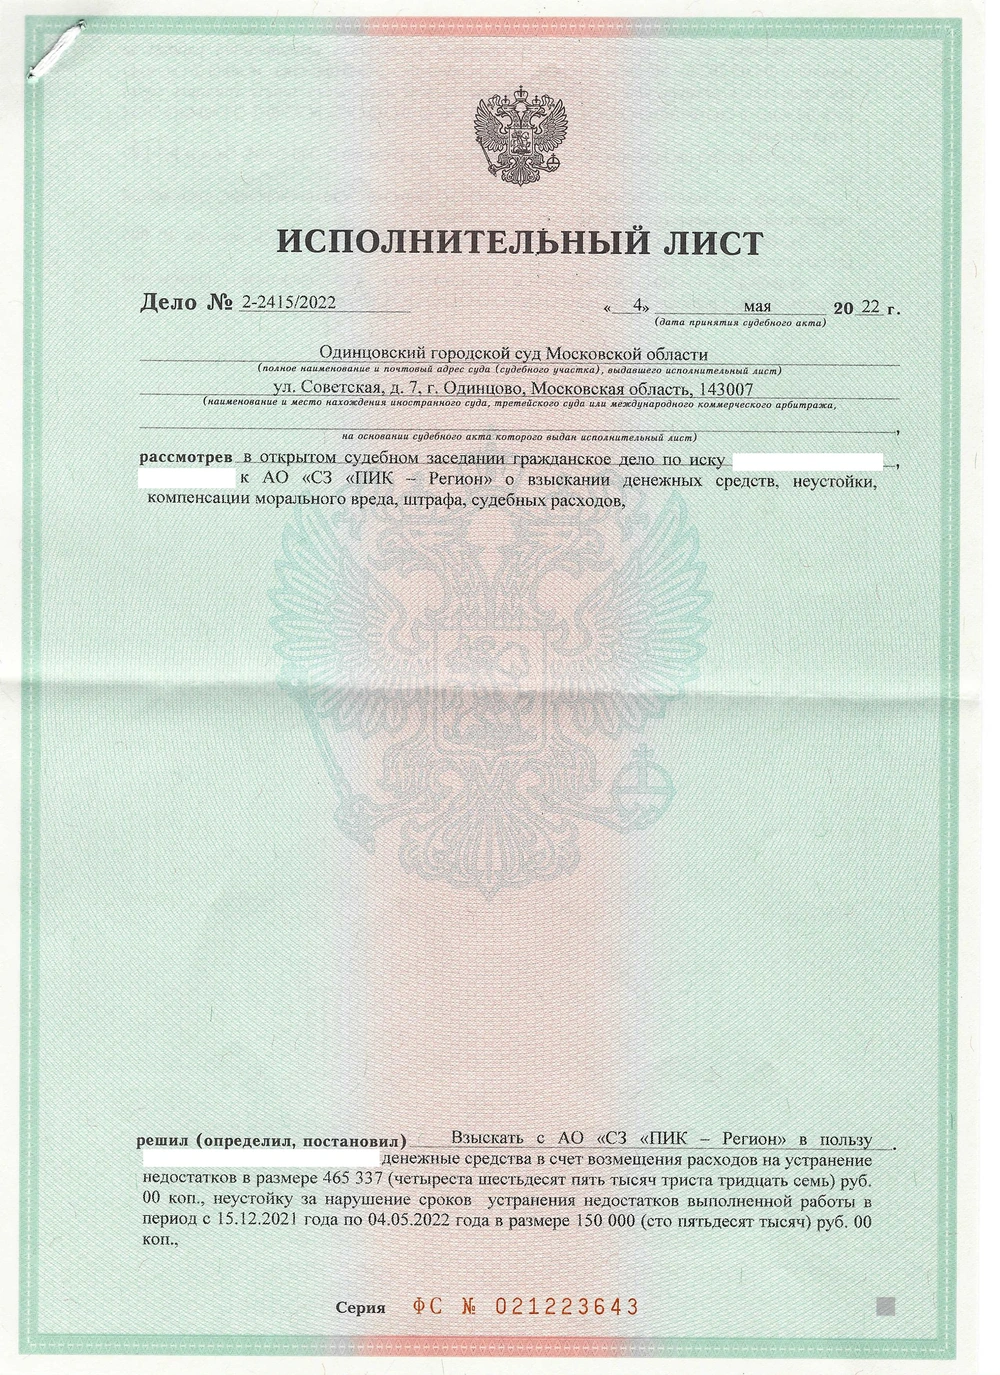 ИСПОЛНИТЕЛЬНЫЙ ЛИСТ
Дело № 2-2415/2022 « 4» мая 20 22 г.
(дата принятия судебного акта)
Одинцовский городской суд Московской области
(полное наименование и почтовый адрес суда (судебного участка), выдавшего исполнительный лист)
ул. Советская, д. 7, г. Одинцово, Московская область, 143007
(наименование и место нахождения иностранного суда, третейского суда или международного коммерческого арбитража,
,
на основании судебного акта которого выдан исполнительный лист)
рассмотрев в открытом судебном заседании гражданское дело по иску ,
к АО «СЗ «ПИК – Регион» о взыскании денежных средств, неустойки,
компенсации морального вреда, штрафа, судебных расходов,
решил (определил, постановил) Взыскать с АО «СЗ «ПИК – Регион» в пользу .
денежные средства в счет возмещения расходов на устранение
недостатков в размере 465 337 (четыреста шестьдесят пять тысяч триста тридцать семь) руб.
00 коп., неустойку за нарушение сроков устранения недостатков выполненной работы в
период с 15.12.2021 года по 04.05.2022 года в размере 150 000 (сто пятьдесят тысяч) руб. 00
коп.,
Серия ФС № 021223643